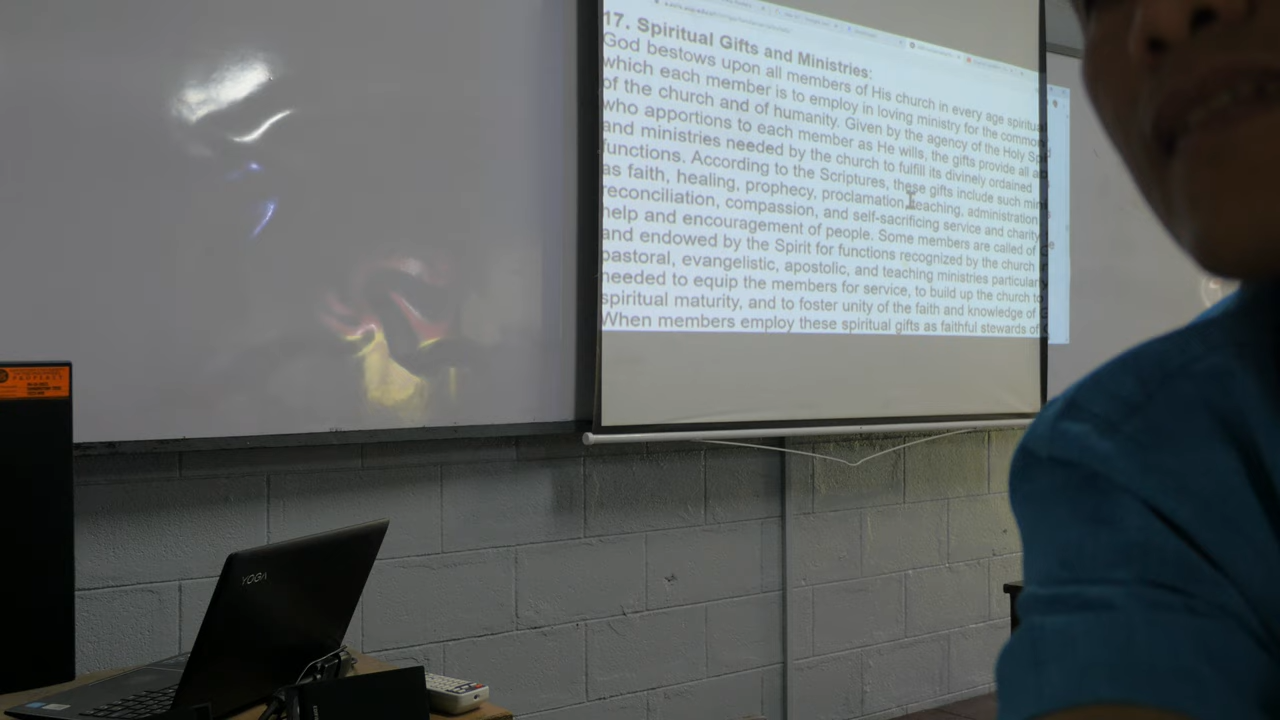 17. Spiritual Gifts and Ministries:
God bestows upon all members of His church in every age spiritual
which each member is to employ in loving ministry for the common
of the church and of humanity. Given by the agency of the Holy
who apportions to each member as He wills, the gifts provide all
and ministries needed by the church to fulfill its divinely ordained
functions. According to the Scriptures, these gifts include such
as faith, healing, prophecy, proclamation, teaching, administration,
reconciliation, compassion, and self-sacrificing service and charity
help and encouragement of people. Some members are called of
and endowed by the Spirit for functions recognized by the church
pastoral, evangelistic, apostolic, and teaching ministries particularly
needed to equip the members for service, to build up the church to
spiritual maturity, and to foster unity of the faith and knowledge of
When members employ these spiritual gifts as faithful stewards of
YOGA